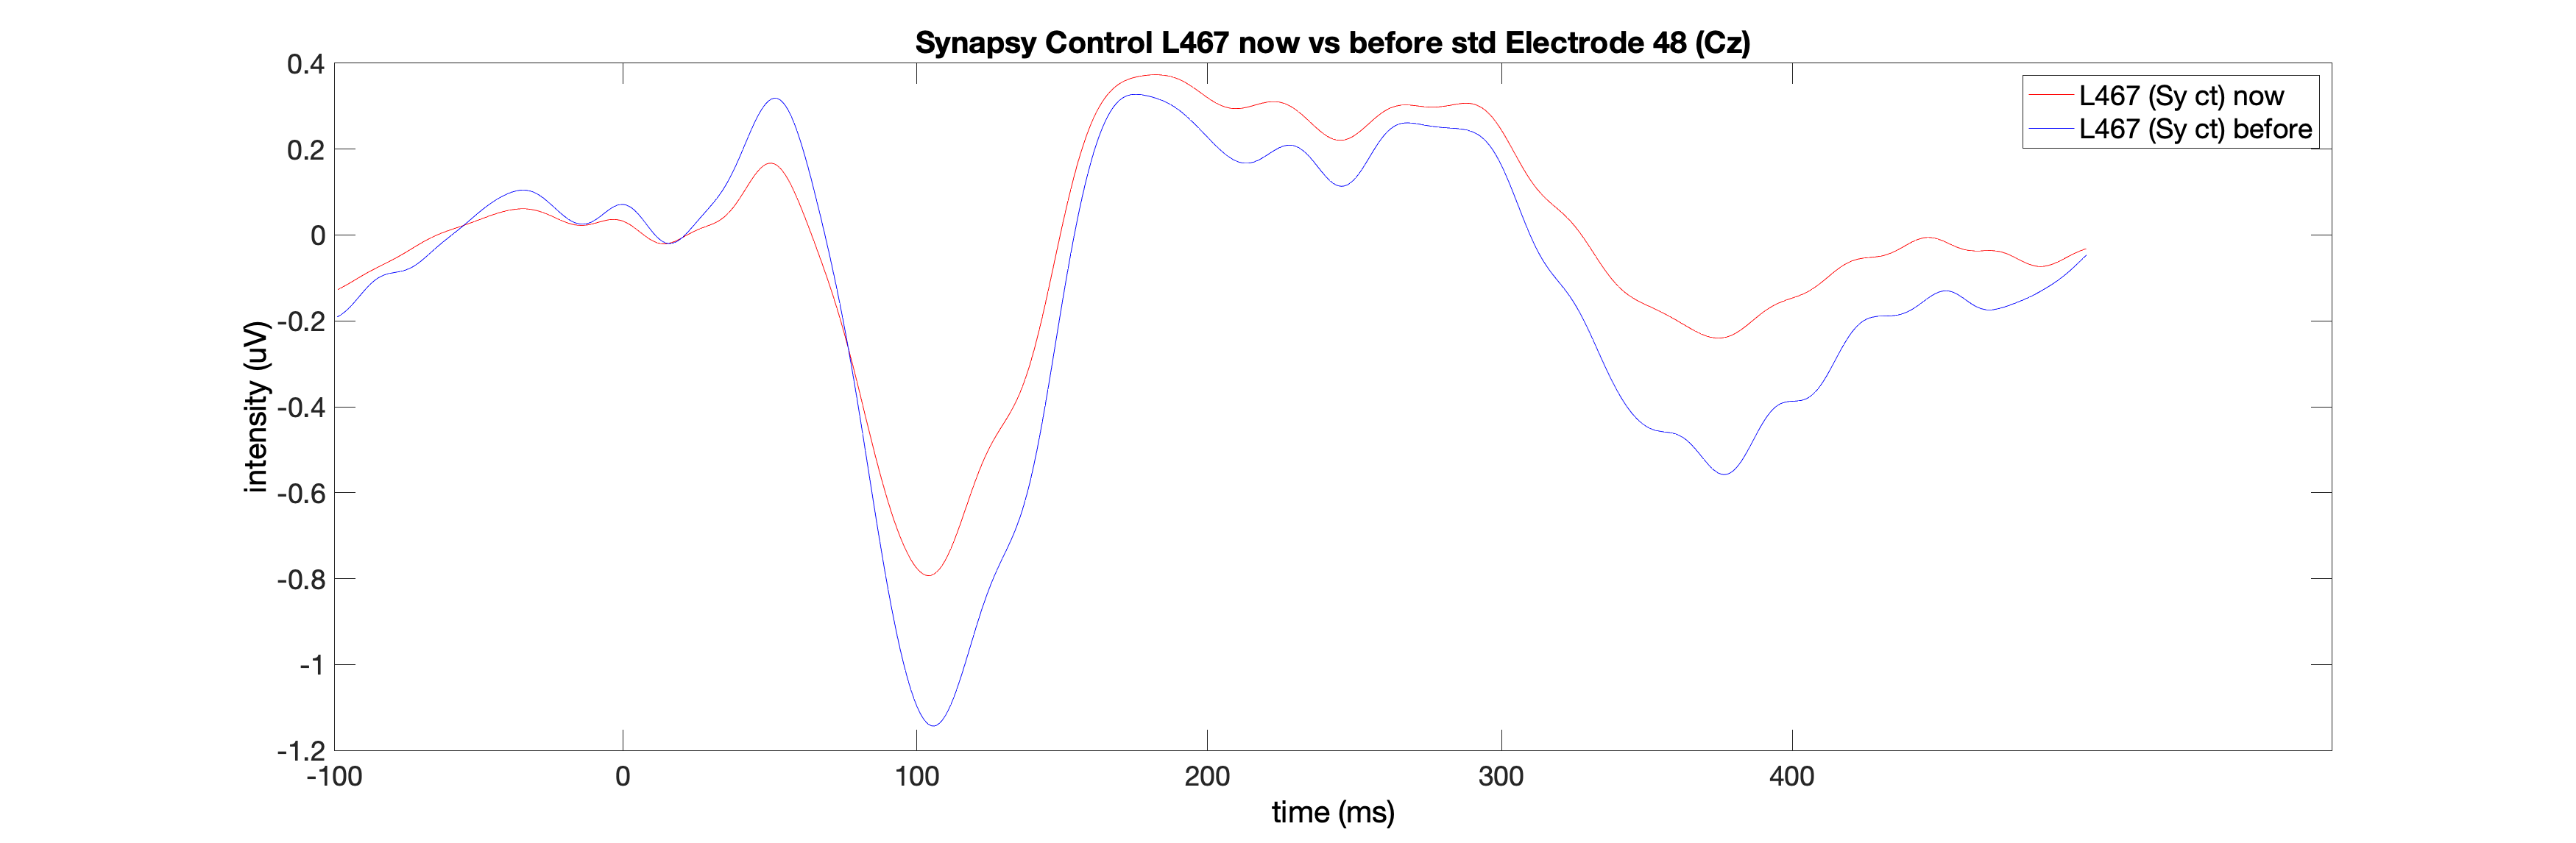 Synapsy Control L467 now vs before std Electrode 48 (Cz)
L467 (Sy ct) now
L467 (Sy ct) before
intensity (uV)
0.4
0.2
0
-0.2
-0.4
-0.6
-0.8
-1
-1.2
-100 0 100 200 300 400
time (ms)